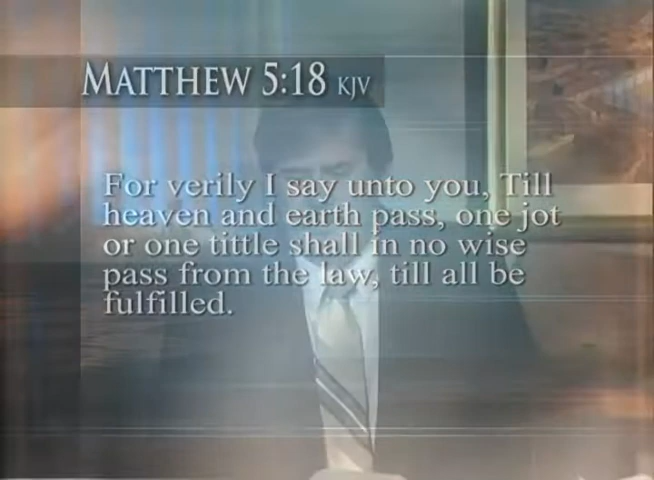 MATTHEW 5:18 KJV
For verily I say unto you, Till
heaven and earth pass, one jot
or one tittle shall in no wise
pass from the law, till all be
fulfilled.